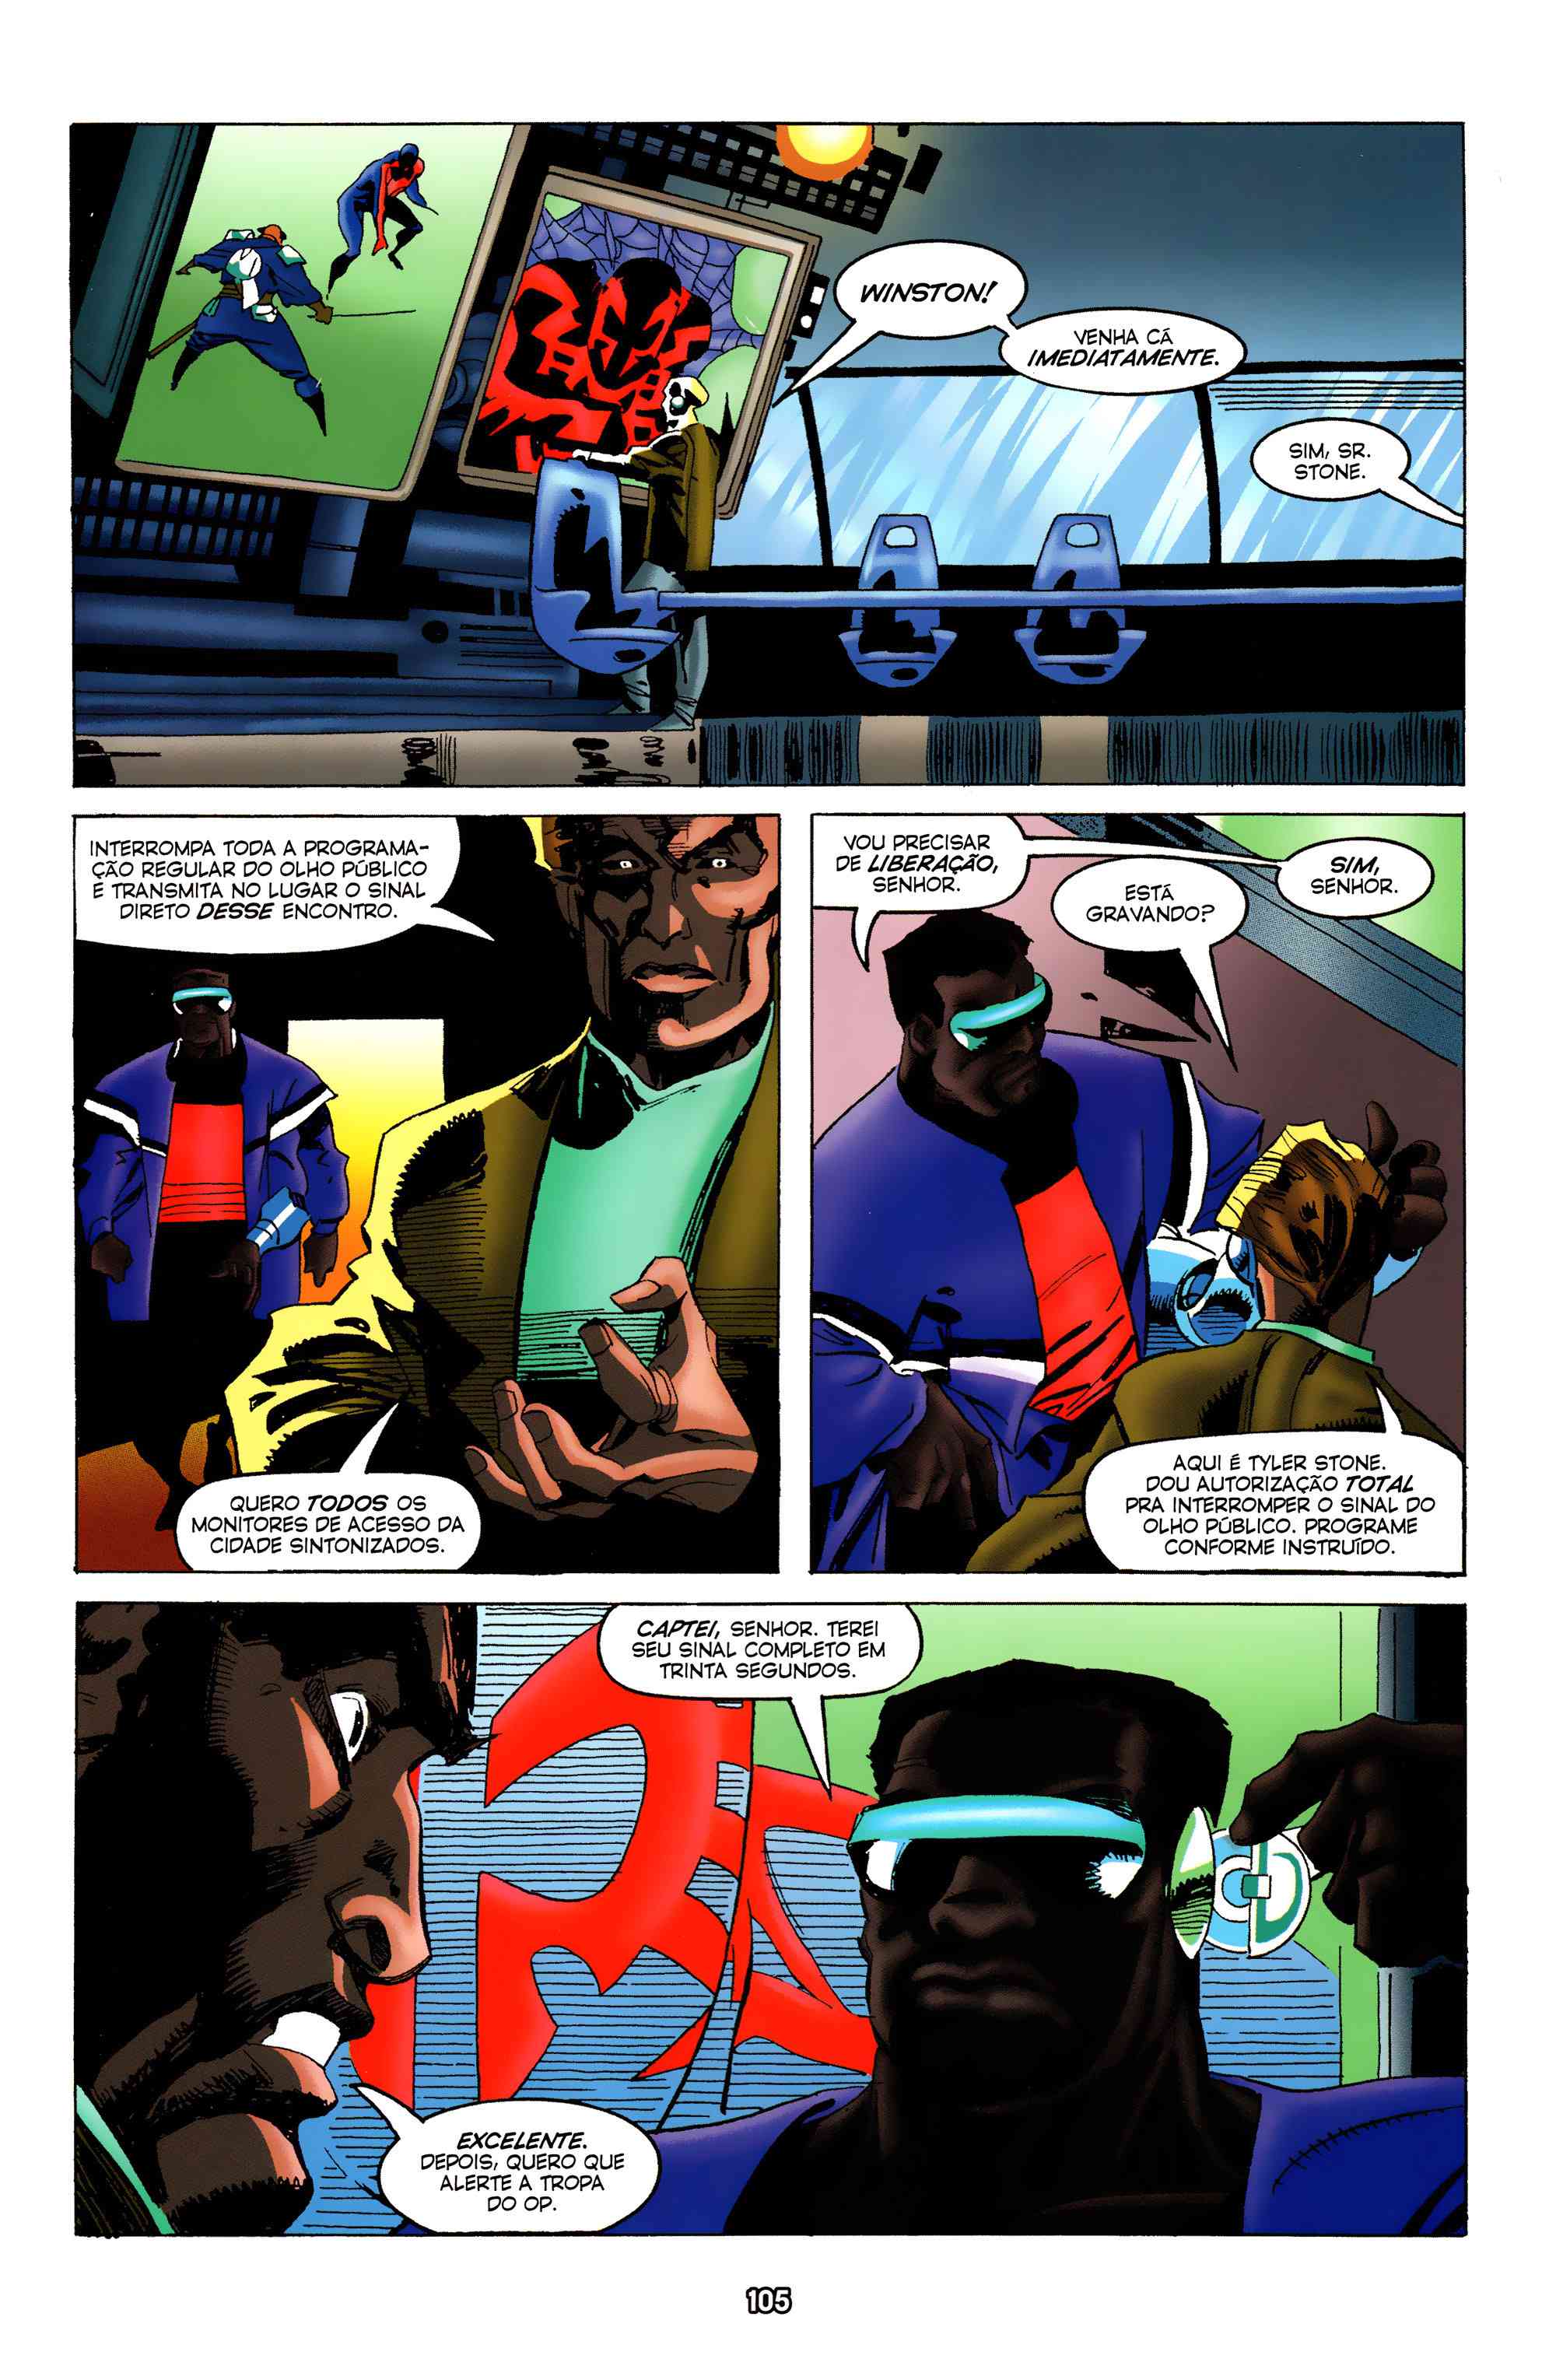 WINSTON!
VENHA CÁ
IMEDIATAMENTE.
SIM, SR.
STONE.
INTERROMPA TODA A PROGRAMA-
ÇÃO REGULAR DO OLHO PÚBLICO
E TRANSMITA NO LUGAR O SINAL
DIRETO DESSE ENCONTRO.
QUERO TODOS OS
MONITORES DE ACESSO DA
CIDADE SINTONIZADOS.
VOU PRECISAR
DE LIBERAÇÃO,
SENHOR.
ESTÁ
GRAVANDO?
SIM,
SENHOR.
AQUI É TYLER STONE.
DOU AUTORIZAÇÃO TOTAL
PRA INTERROMPER O SINAL DO
OLHO PÚBLICO. PROGRAME
CONFORME INSTRUÍDO.
CAPTEI, SENHOR. TEREI
SEU SINAL COMPLETO EM
TRINTA SEGUNDOS.
EXCELENTE.
DEPOIS, QUERO QUE
ALERTE A TROPA
DO OP.
105